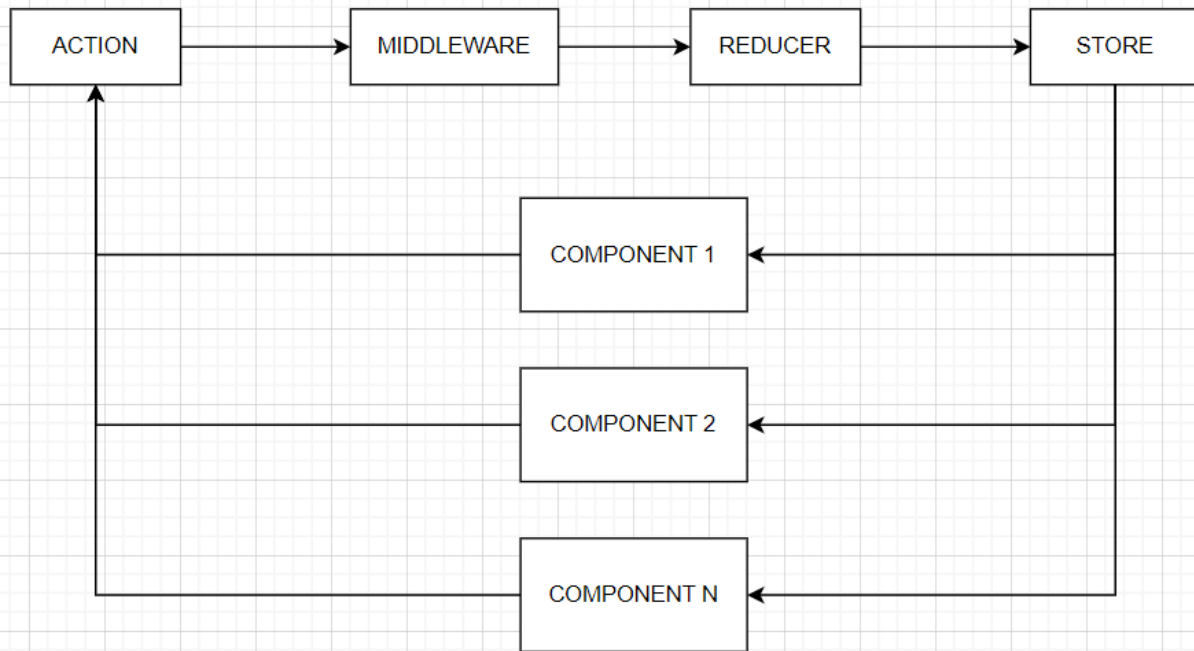 ACTION
MIDDLEWARE
REDUCER
STORE
COMPONENT 1
COMPONENT 2
COMPONENT N